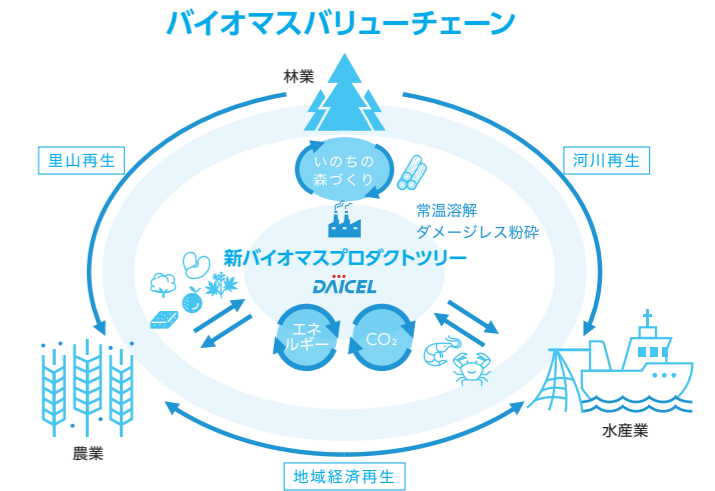 バイオマスバリューチェーン
林業
里山再生
河川再生
いのちの
森づくり
常温溶解
ダメージレス粉砕
新バイオマスプロダクトツリー
DAICEL
エネ
ルギー
CO₂
農業
水産業
地域経済再生